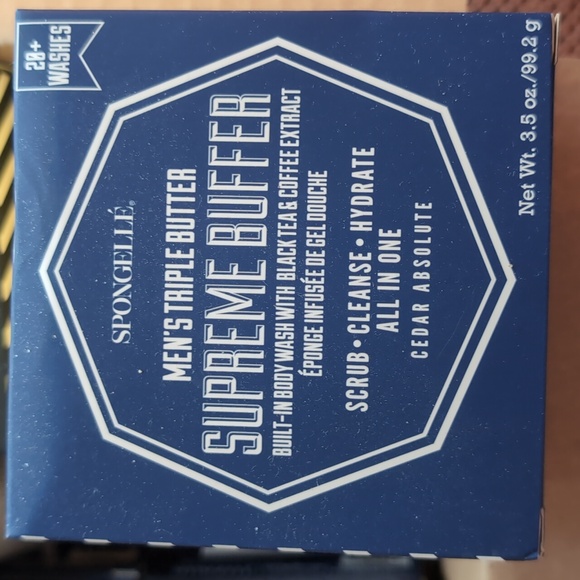 20+
WASHES
SPONGELLÉ®
MEN'S TRIPLE BUTTER
SUPREME BUFFER
BUILT-IN BODY WASH WITH BLACK TEA & COFFEE EXTRACT
ÉPONGE INFUSÉE DE GEL DOUCHE
SCRUB • CLEANSE • HYDRATE
ALL IN ONE
CEDAR ABSOLUTE
Net Wt. 3.5 oz./99.2 g